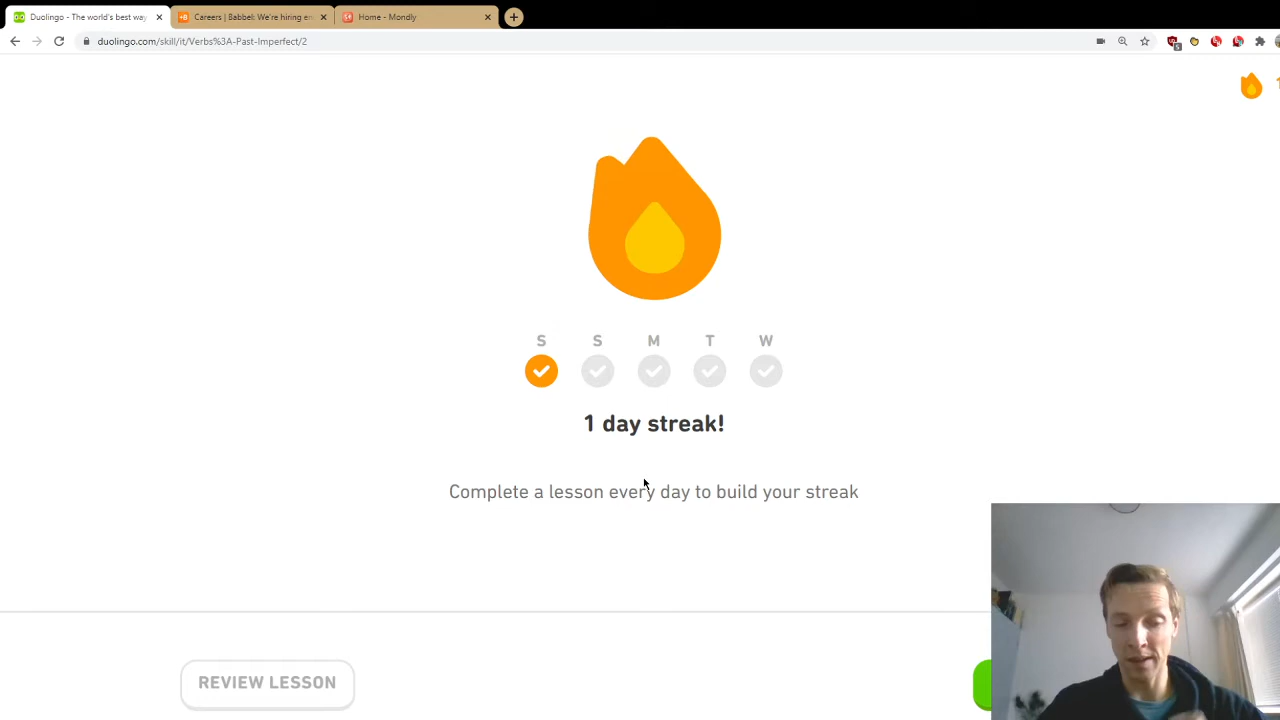 Duolingo - The world's best way
Careers | Babbel: We're hiring en
Home - Mondly
duolingo.com/skill/it/Verbs%3A-Past-Imperfect/2
S S M T W
1 day streak!
Complete a lesson every day to build your streak
REVIEW LESSON